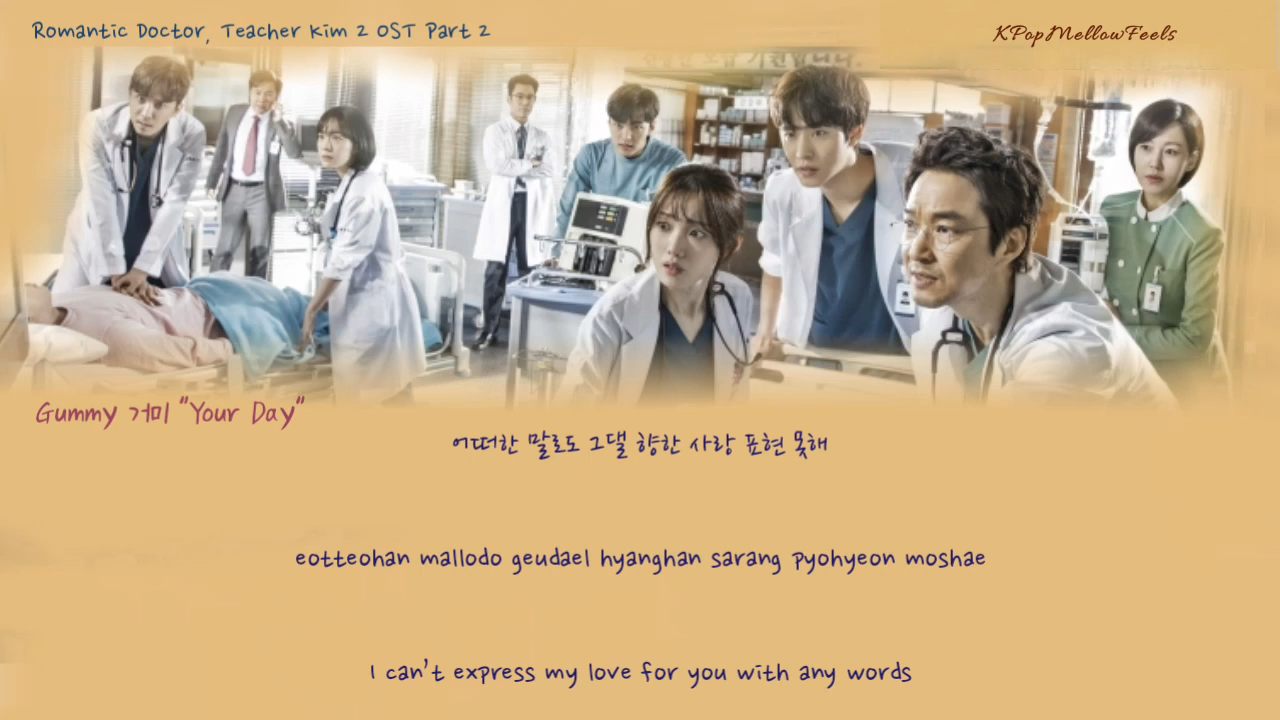 Romantic Doctor, Teacher Kim 2 OST Part 2
KPopMellowFeels
Gummy 거미 "Your Day"
어떠한 말로도 그댈 향한 사랑 표현 못해
eotteohan mallodo geudael hyanghan sarang pyohyeon moshae
I can't express my love for you with any words